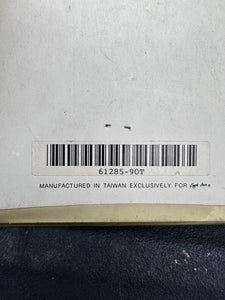 61285-90T
MANUFACTURED IN TAIWAN EXCLUSIVELY FOR